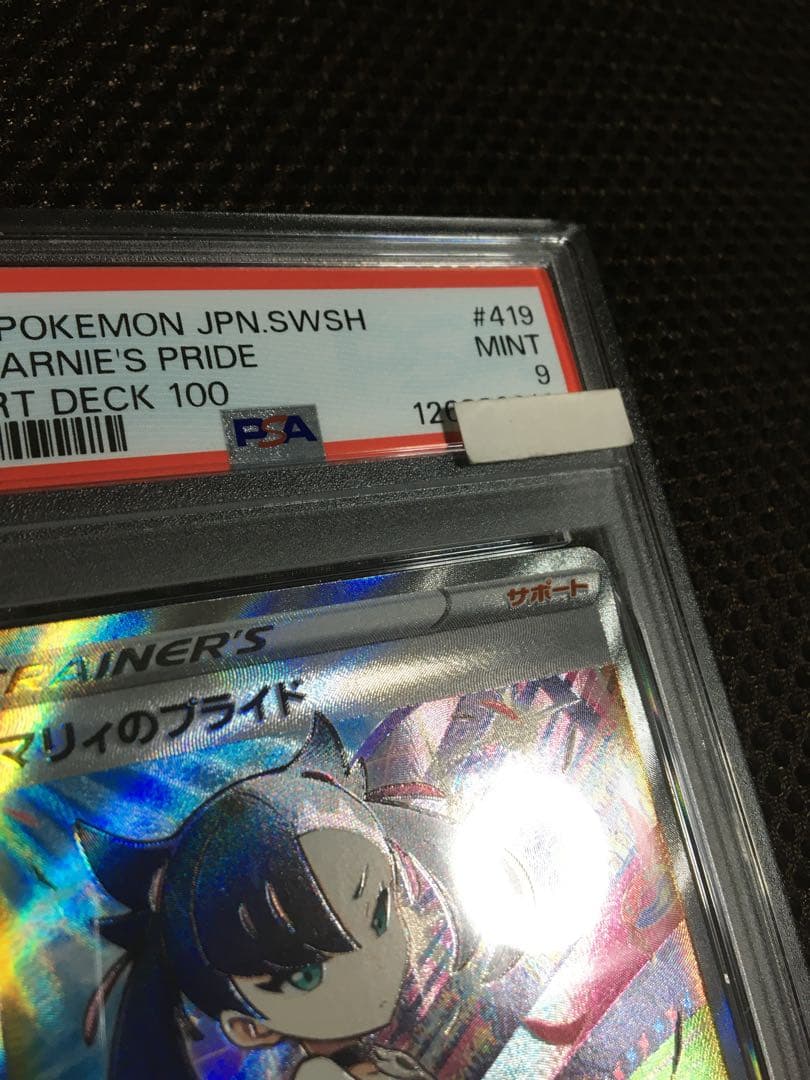 POKEMON JPN.SWSH #419
ARNIE'S PRIDE MINT
RT DECK 100 9
PSA
TRAINER'S
サポート
マリィのプライド